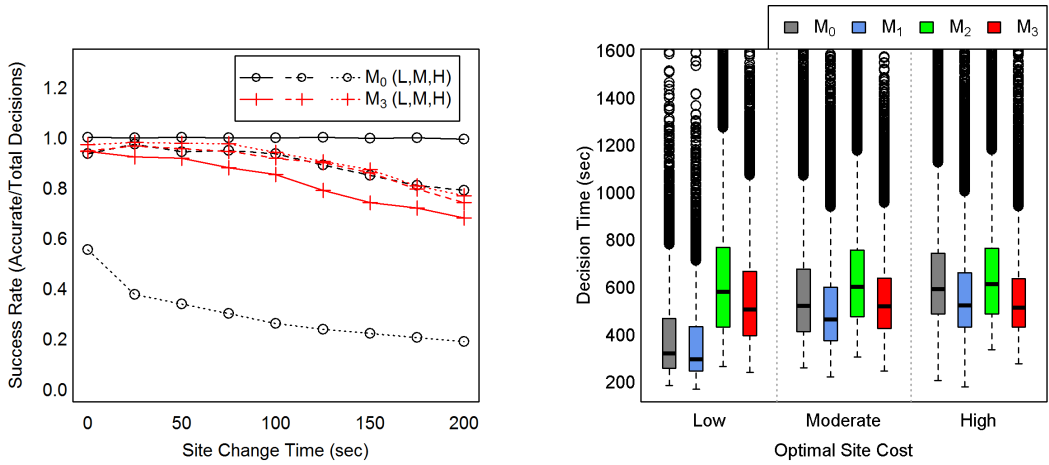 Success Rate (Accurate/Total Decisions)
1.2
1.0
0.8
0.6
0.4
0.2
0.0
M0 (L,M,H)
M3 (L,M,H)
0 50 100 150 200
Site Change Time (sec)
M0 M1 M2 M3
Decision Time (sec)
1600
1400
1200
1000
800
600
400
200
Low Moderate High
Optimal Site Cost